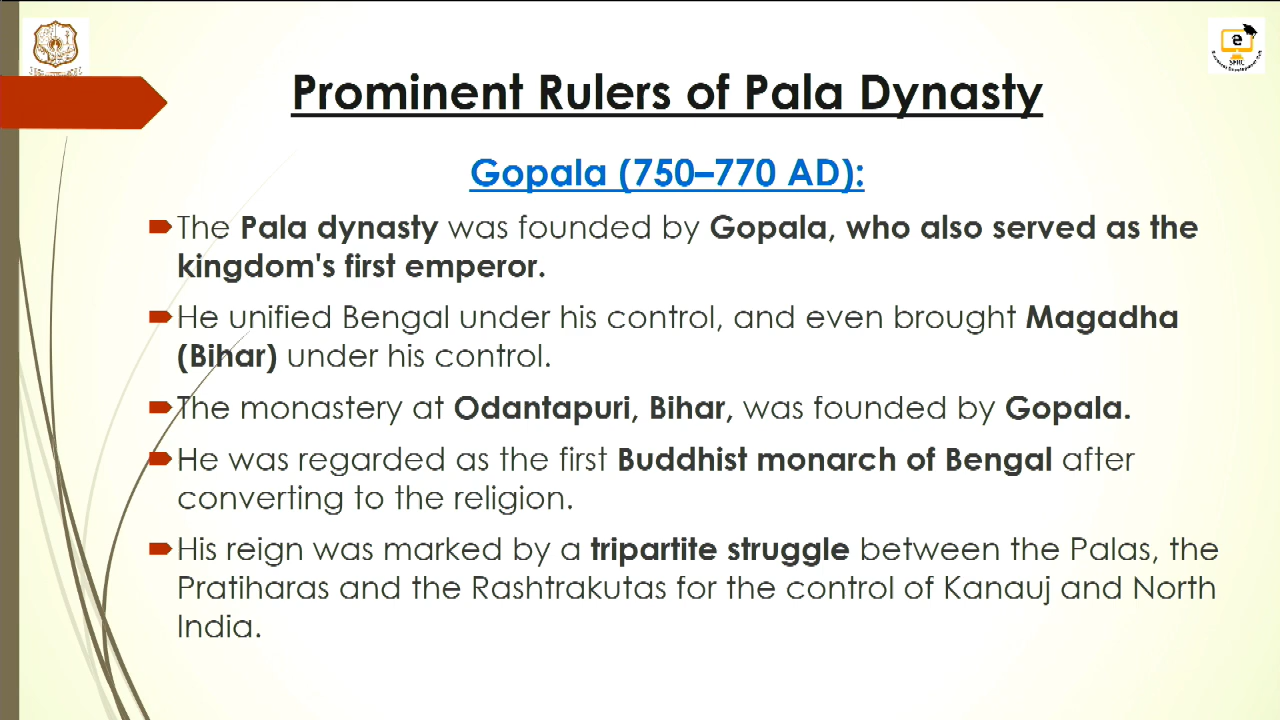 Prominent Rulers of Pala Dynasty
Gopala (750–770 AD):
The Pala dynasty was founded by Gopala, who also served as the
kingdom's first emperor.
He unified Bengal under his control, and even brought Magadha
(Bihar) under his control.
The monastery at Odantapuri, Bihar, was founded by Gopala.
He was regarded as the first Buddhist monarch of Bengal after
converting to the religion.
His reign was marked by a tripartite struggle between the Palas, the
Pratiharas and the Rashtrakutas for the control of Kanauj and North
India.
e